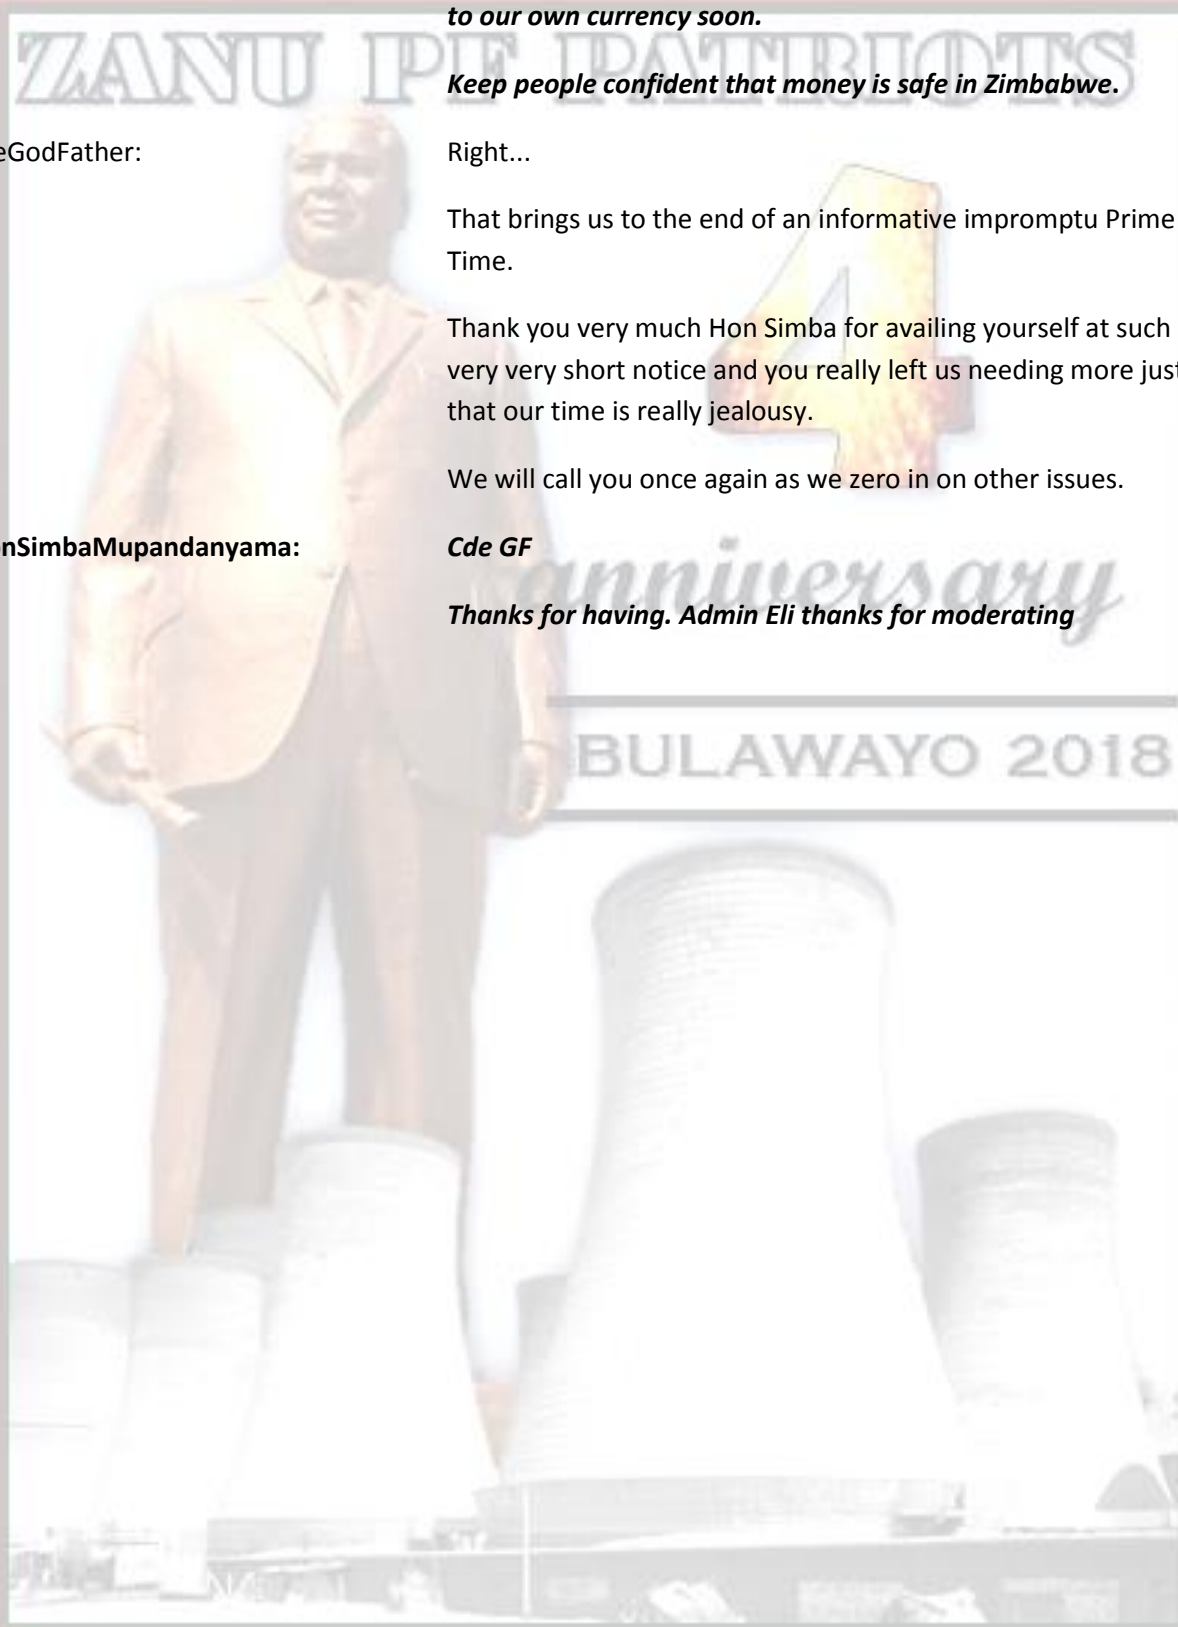 to our own currency soon.
ZANU PF PATRIOTS
Keep people confident that money is safe in Zimbabwe.
eGodFather:
Right...
That brings us to the end of an informative impromptu Prime
Time.
4
Thank you very much Hon Simba for availing yourself at such
very very short notice and you really left us needing more just
that our time is really jealousy.
We will call you once again as we zero in on other issues.
nSimbaMupandanyama:
Cde GF
anniversary
Thanks for having. Admin Eli thanks for moderating
BULAWAYO 2018